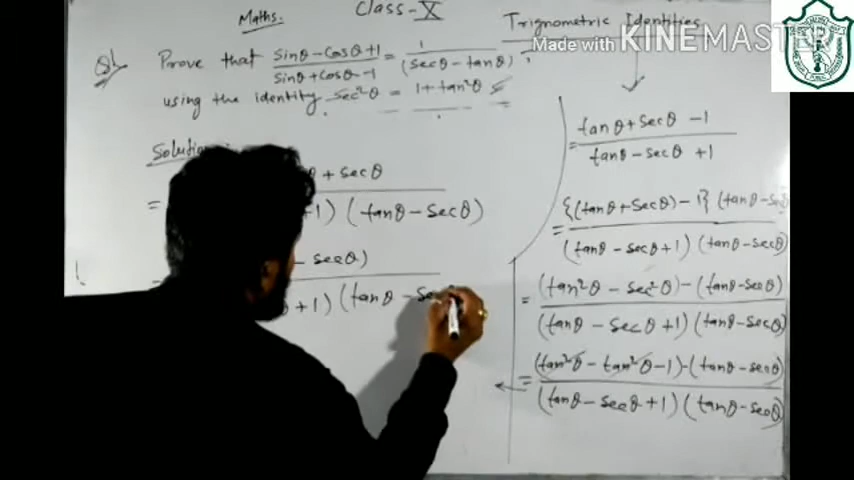 Maths.
Class-X
Trignometric Identities
Made with KINEMASTER
Q1 Prove that (sinθ - cosθ + 1)/(sinθ + cosθ - 1) = 1/(secθ - tanθ),
using the identity sec²θ = 1 + tan²θ
Solution
θ + secθ
= +1) (tanθ - secθ)
- secθ)
= θ + 1) (tanθ - se
= (tanθ + secθ - 1)/(tanθ - secθ + 1)
= {(tanθ + secθ) - 1} (tanθ - secθ)/(tanθ - secθ + 1) (tanθ - secθ)
= (tan²θ - sec²θ) - (tanθ - secθ)/(tanθ - secθ + 1) (tanθ - secθ)
= (tan²θ - tan²θ - 1) - (tanθ - secθ)/(tanθ - secθ + 1) (tanθ - secθ)